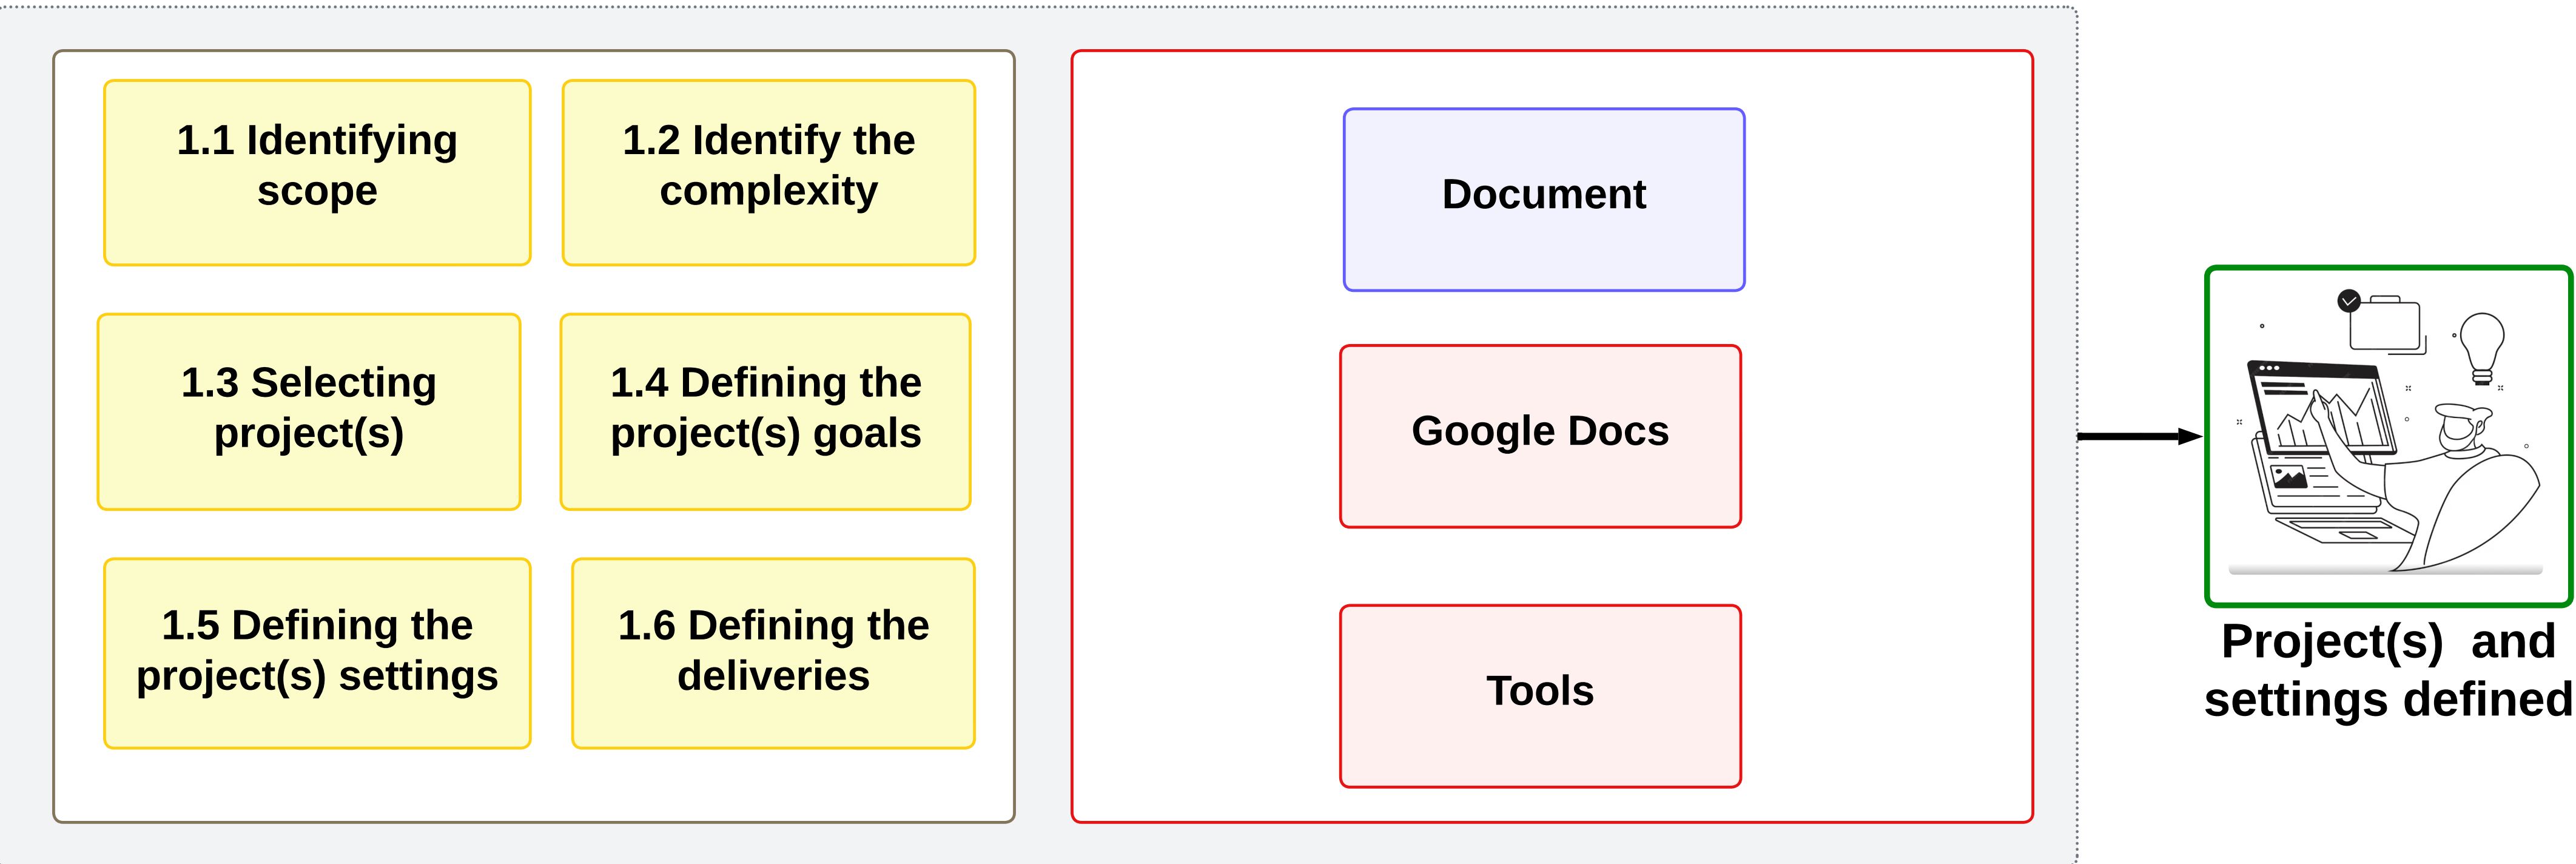 1.1 Identifying
scope
1.2 Identify the
complexity
1.3 Selecting
project(s)
1.4 Defining the
project(s) goals
1.5 Defining the
project(s) settings
1.6 Defining the
deliveries
Document
Google Docs
Tools
Project(s) and
settings defined